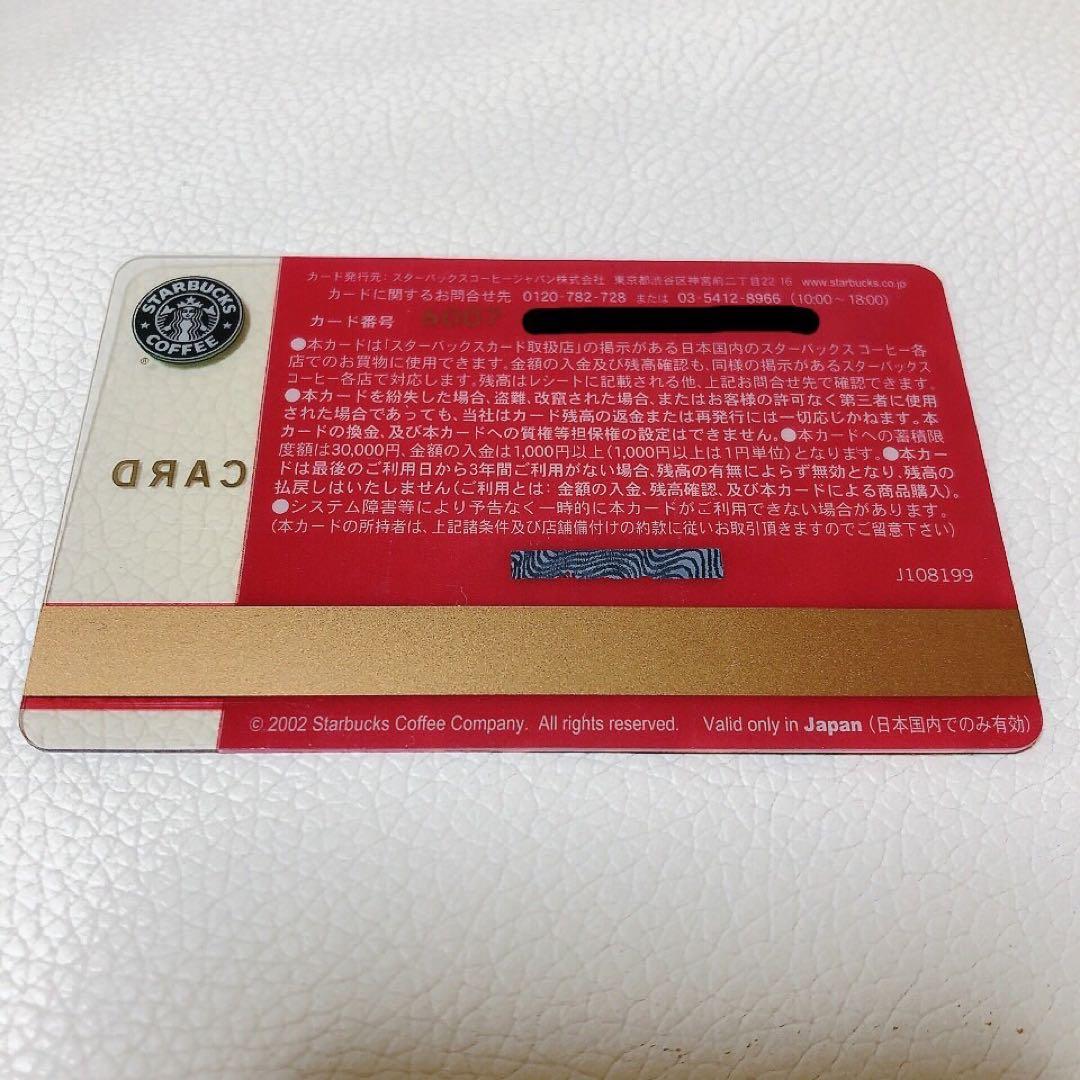 STARBUCKS
COFFEE
®
CARD
カード発行元：スターバックスコーヒージャパン株式会社 東京都渋谷区神宮前二丁目22 16 www.starbucks.co.jp
カードに関するお問合せ先 0120-782-728 または 03-5412-8966（10:00～18:00）
カード番号 6007
●本カードは「スターバックスカード取扱店」の掲示がある日本国内のスターバックス コーヒー各
店でのお買物に使用できます。金額の入金及び残高確認も、同様の掲示があるスターバックス
コーヒー各店で対応します。残高はレシートに記載される他、上記お問合せ先で確認できます。
●本カードを紛失した場合、盗難、改竄された場合、またはお客様の許可なく第三者に使用
された場合であっても、当社はカード残高の返金または再発行には一切応じかねます。本
カードの換金、及び本カードへの質権等担保権の設定はできません。●本カードへの蓄積限
度額は30,000円、金額の入金は1,000円以上（1,000円以上は1円単位）となります。●本カー
ドは最後のご利用日から3年間ご利用がない場合、残高の有無によらず無効となり、残高の
払戻しはいたしません（ご利用とは：金額の入金、残高確認、及び本カードによる商品購入）。
●システム障害等により予告なく一時的に本カードがご利用できない場合があります。
（本カードの所持者は、上記諸条件及び店舗備付けの約款に従いお取引頂きますのでご留意下さい）
J108199
© 2002 Starbucks Coffee Company. All rights reserved. Valid only in Japan（日本国内でのみ有効）